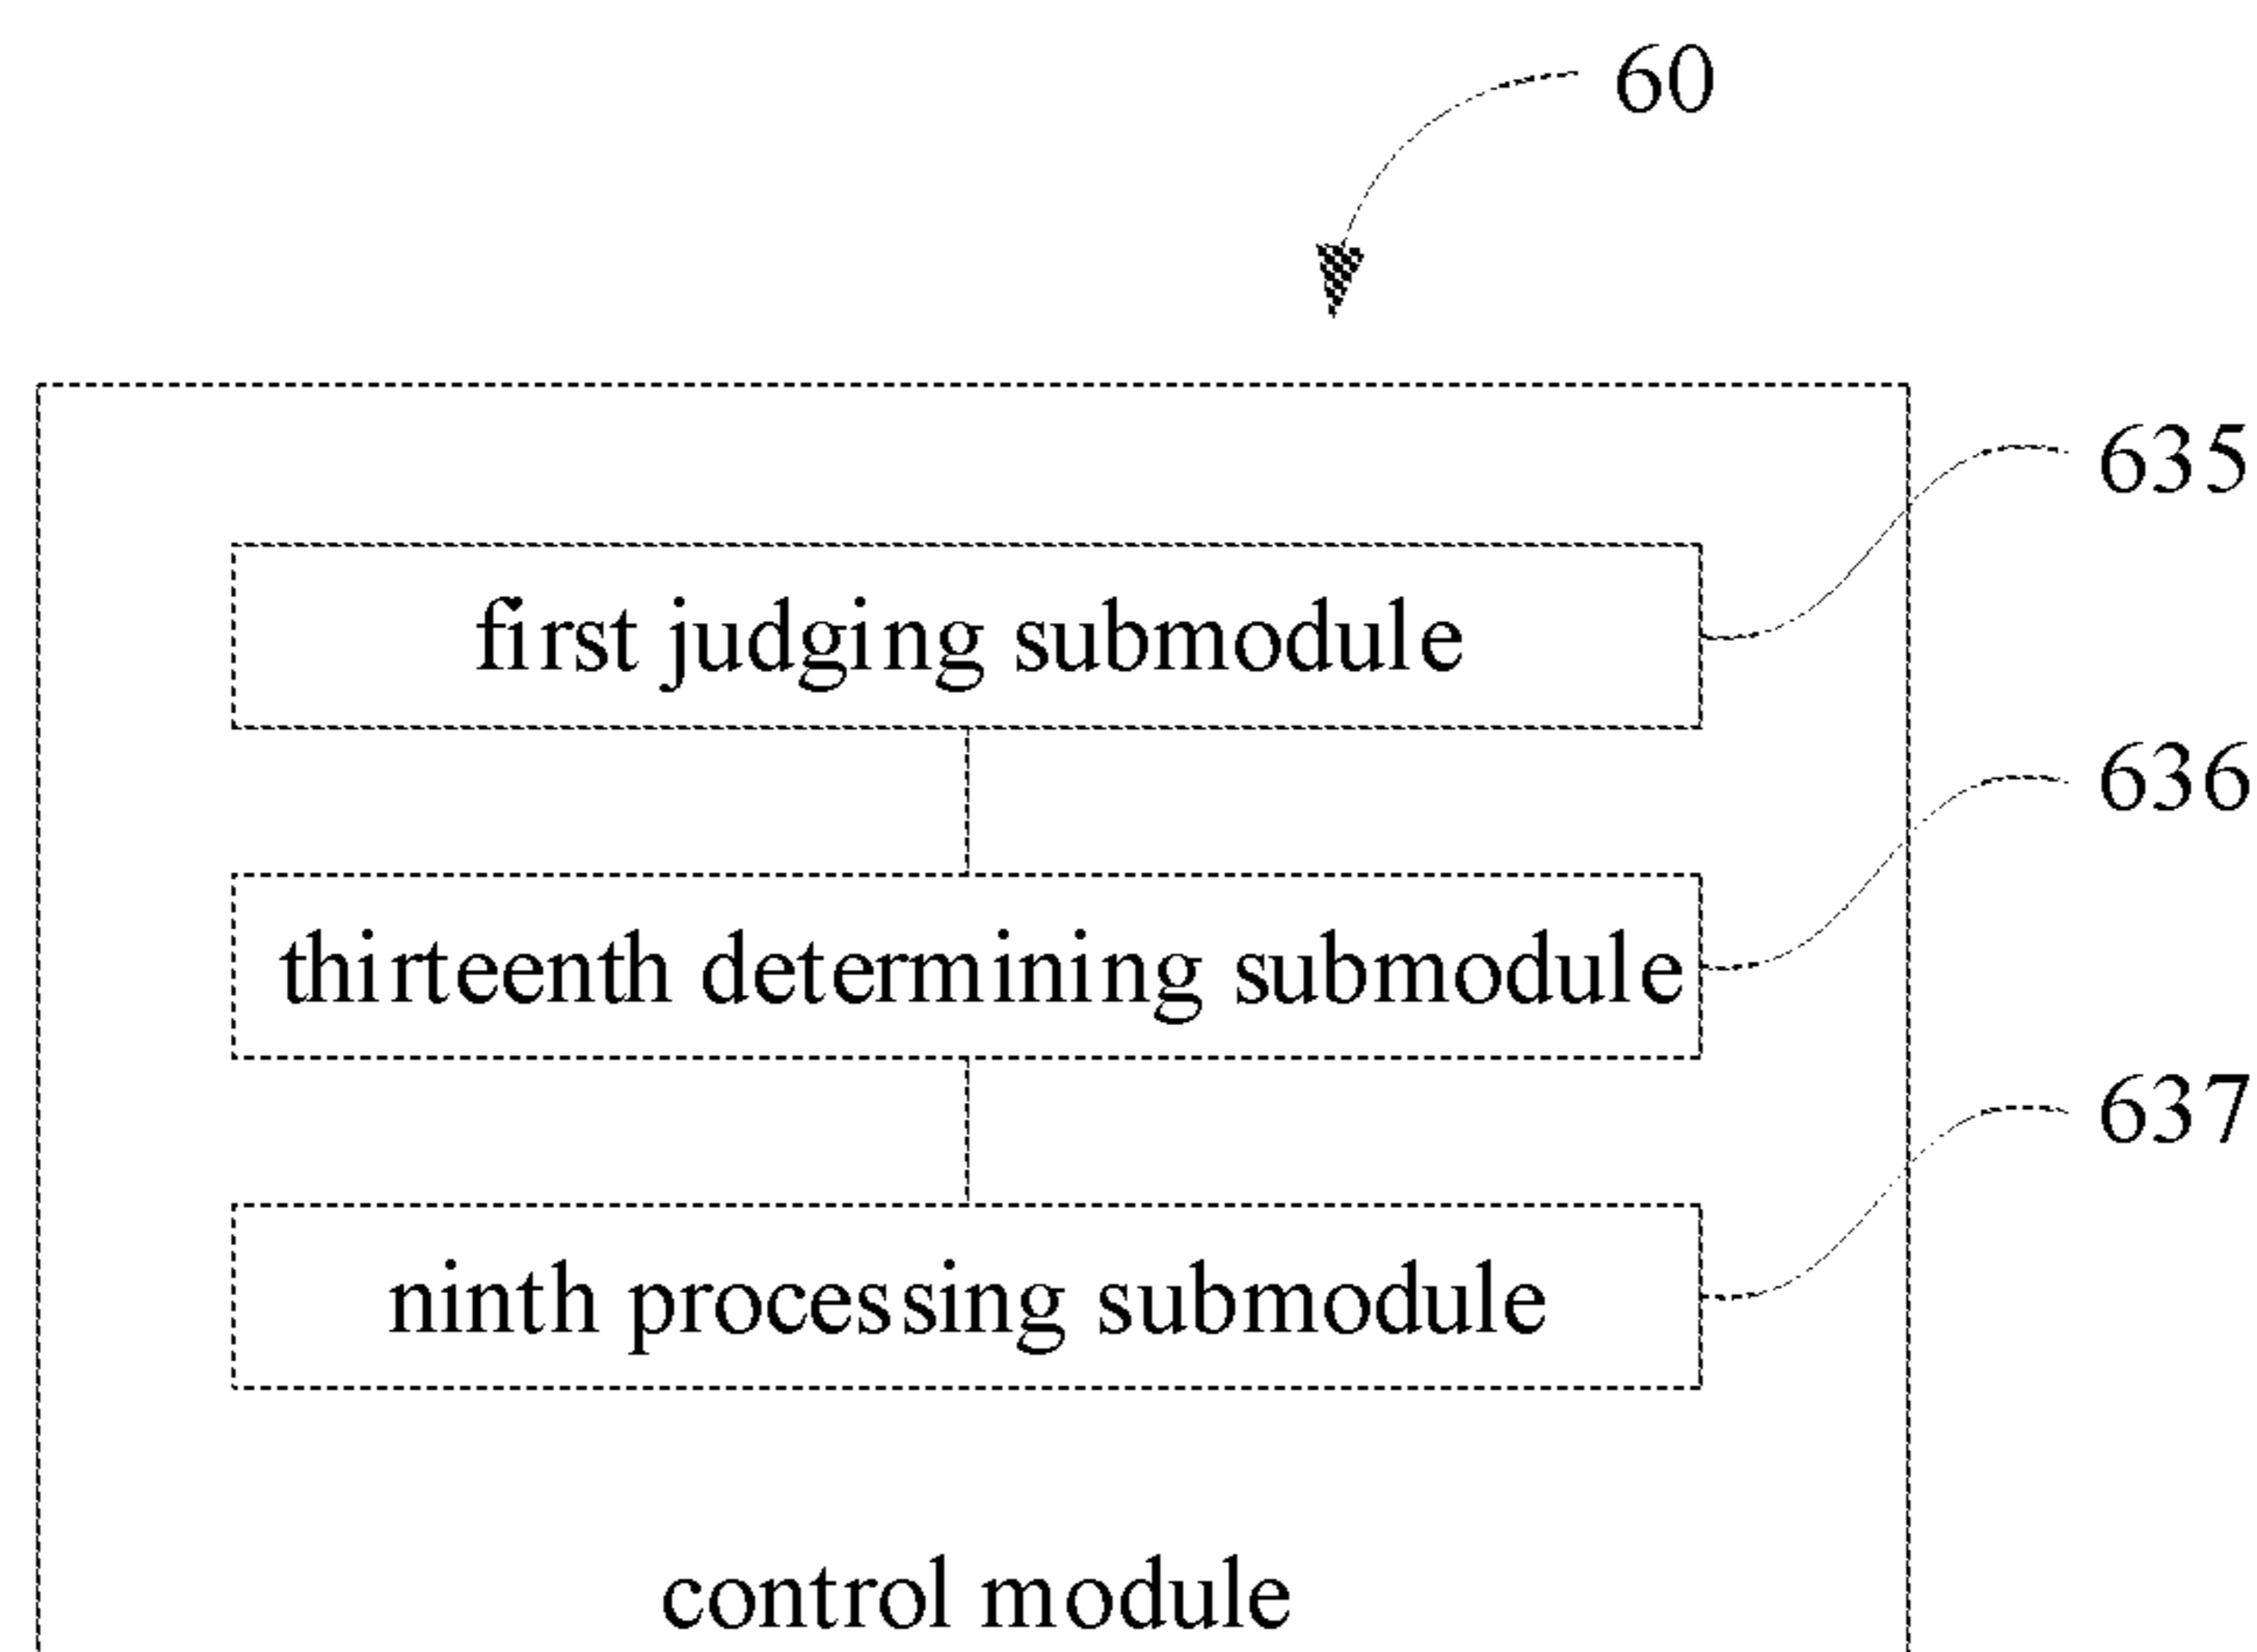 60
635
first judging submodule
636
thirteenth determining submodule
637
ninth processing submodule
control module